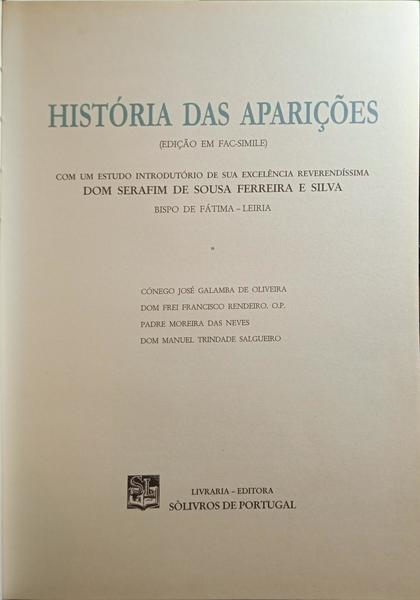 HISTÓRIA DAS APARIÇÕES
(EDIÇÃO EM FAC-SIMILE)
COM UM ESTUDO INTRODUTÓRIO DE SUA EXCELÊNCIA REVERENDÍSSIMA
DOM SERAFIM DE SOUSA FERREIRA E SILVA
BISPO DE FÁTIMA – LEIRIA
*
CÓNEGO JOSÉ GALAMBA DE OLIVEIRA
DOM FREI FRANCISCO RENDEIRO, O.P.
PADRE MOREIRA DAS NEVES
DOM MANUEL TRINDADE SALGUEIRO
SL
LIVRARIA – EDITORA
SÒLIVROS DE PORTUGAL